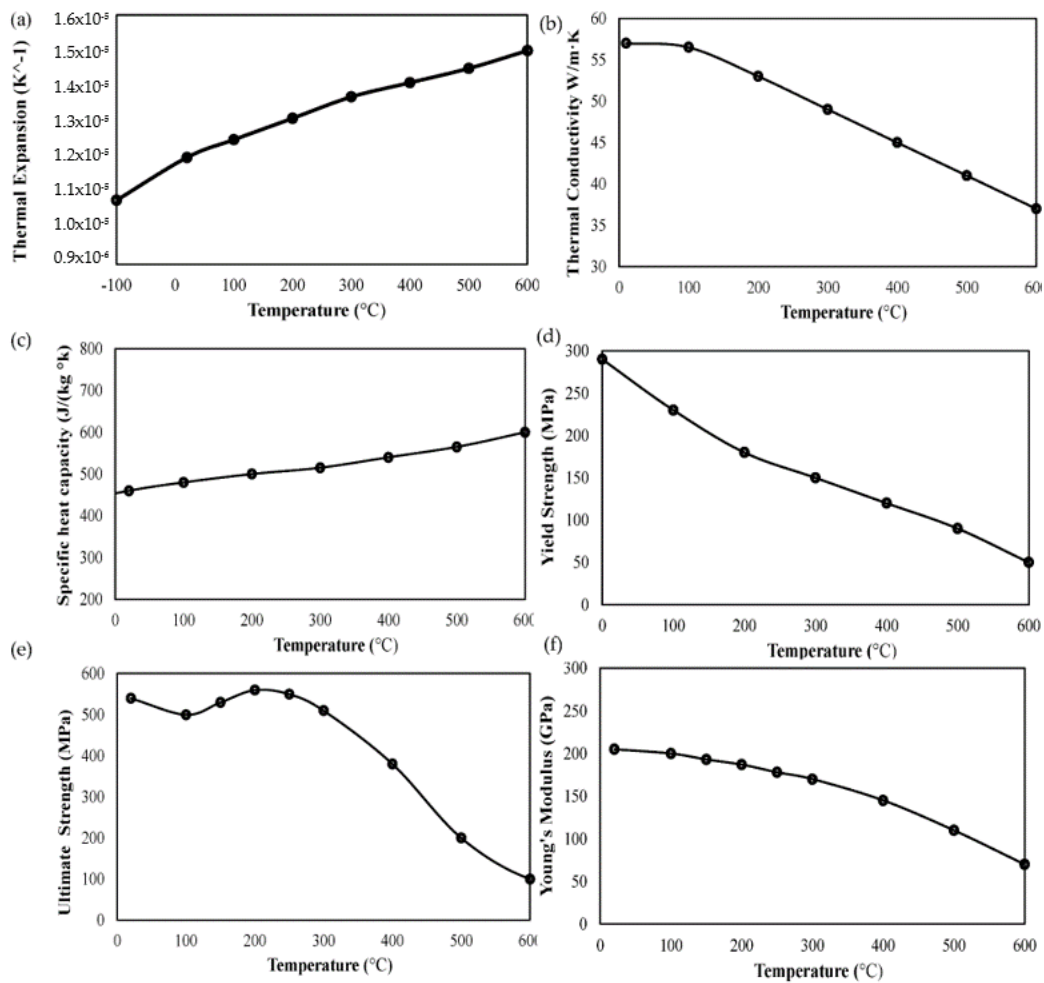 (a)
Thermal Expansion (K^-1)
1.6x10-5
1.5x10-5
1.4x10-5
1.3x10-5
1.2x10-5
1.1x10-5
1.0x10-5
0.9x10-6
-100 0 100 200 300 400 500 600
Temperature (°C)
(b)
Thermal Conductivity W/m·K
60
55
50
45
40
35
30
0 100 200 300 400 500 600
Temperature (°C)
(c)
Specific heat capacity (J/(kg °k)
800
700
600
500
400
300
200
0 100 200 300 400 500 600
Temperature (°C)
(d)
Yield Strength (MPa)
300
250
200
150
100
50
0
0 100 200 300 400 500 600
Temperature (°C)
(e)
Ultimate Strength (MPa)
600
500
400
300
200
100
0
0 100 200 300 400 500 600
Temperature (°C)
(f)
Young's Modulus (GPa)
300
250
200
150
100
50
0
0 100 200 300 400 500 600
Temperature (°C)